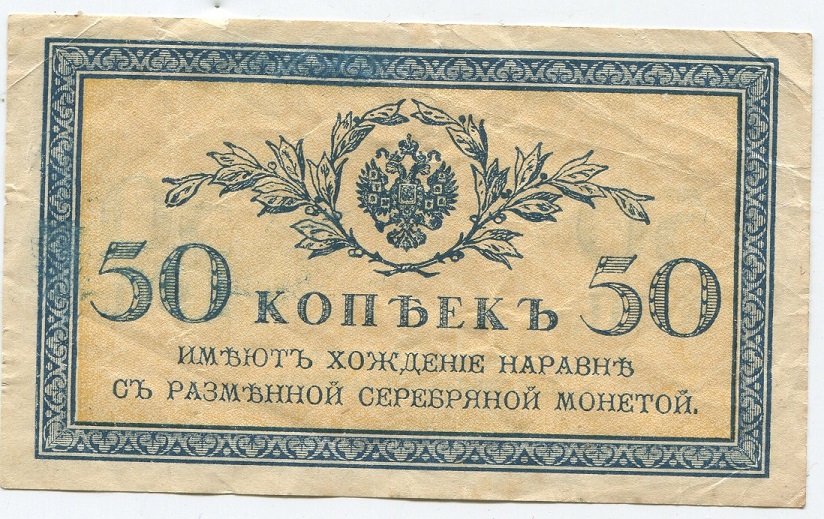 50 КОПѢЕКЪ 50
ИМѢЮТЪ ХОЖДЕНІЕ НАРАВНѢ
СЪ РАЗМѢННОЙ СЕРЕБРЯНОЙ МОНЕТОЙ.